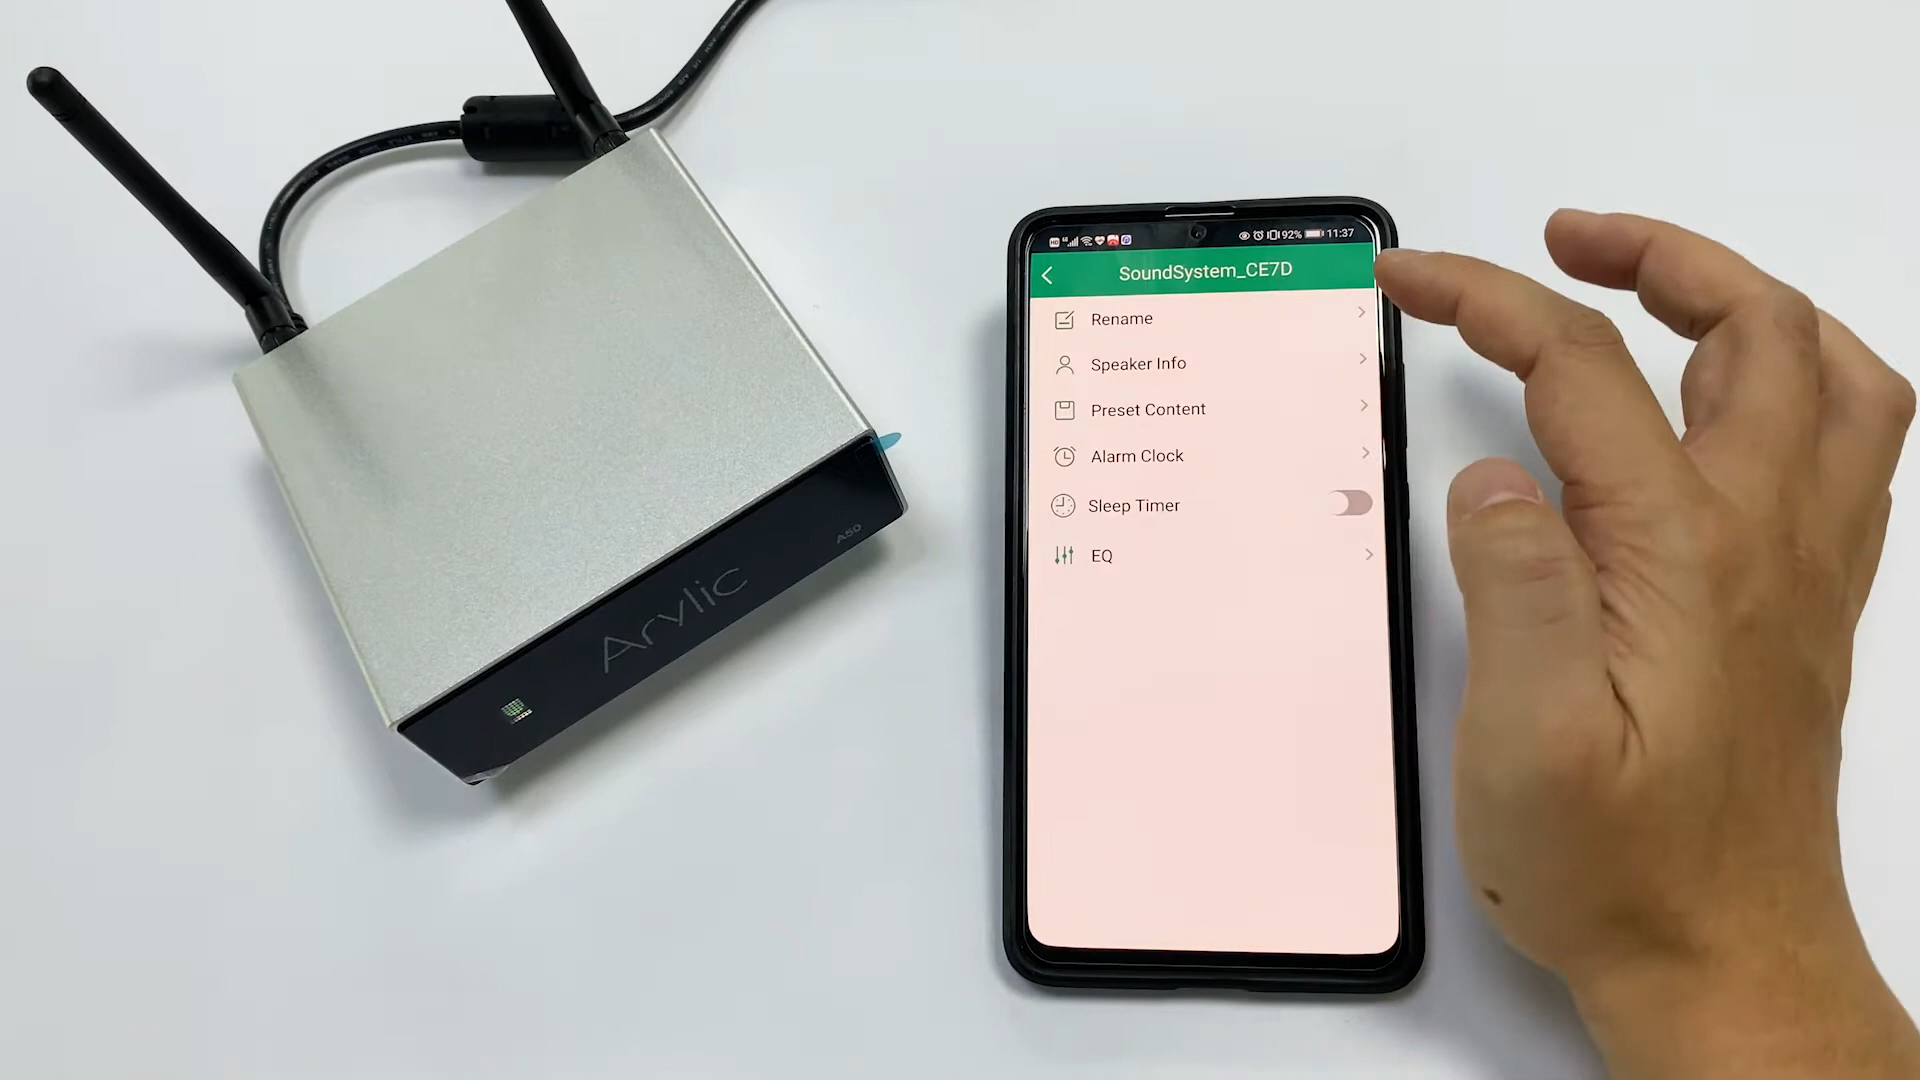 92% 11:37
SoundSystem_CE7D
Rename
Speaker Info
Preset Content
Alarm Clock
Sleep Timer
EQ
A50
Arylic